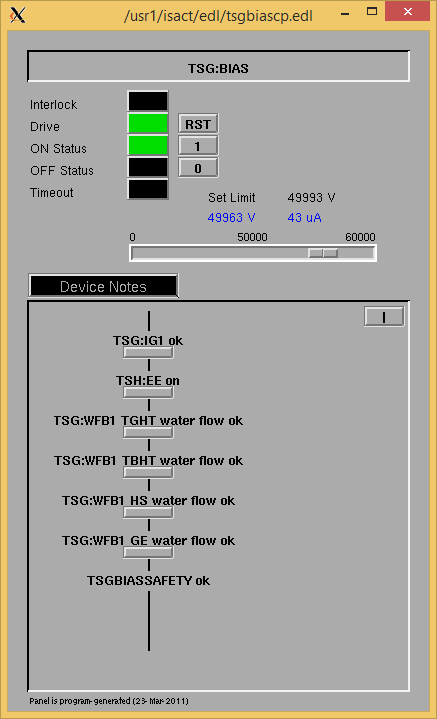 /usr1/isact/edl/tsgbiascp.edl
TSG:BIAS
Interlock
Drive RST
ON Status 1
OFF Status 0
Timeout
Set Limit 49993 V
49963 V 43 uA
0 50000 60000
Device Notes
I
TSG:IG1 ok
TSH:EE on
TSG:WFB1 TGHT water flow ok
TSG:WFB1 TBHT water flow ok
TSG:WFB1 HS water flow ok
TSG:WFB1 GE water flow ok
TSGBIASSAFETY ok
Panel is program-generated (23-Mar-2011)